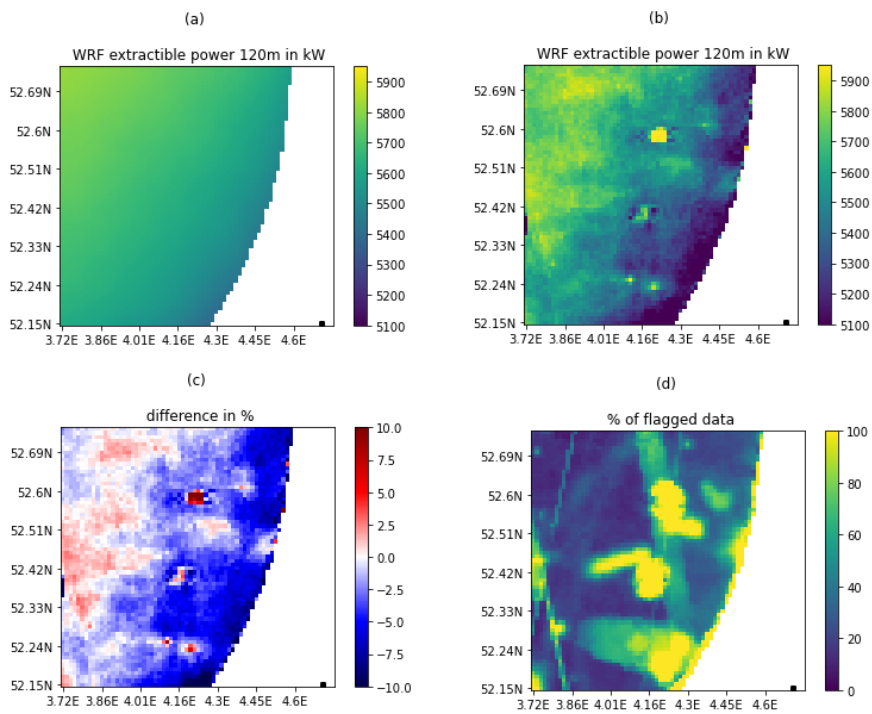 (a)
WRF extractible power 120m in kW
52.69N
52.6N
52.51N
52.42N
52.33N
52.24N
52.15N
3.72E 3.86E 4.01E 4.16E 4.3E 4.45E 4.6E
5900
5800
5700
5600
5500
5400
5300
5200
5100
(b)
WRF extractible power 120m in kW
52.69N
52.6N
52.51N
52.42N
52.33N
52.24N
52.15N
3.72E 3.86E 4.01E 4.16E 4.3E 4.45E 4.6E
5900
5800
5700
5600
5500
5400
5300
5200
5100
(c)
difference in %
52.69N
52.6N
52.51N
52.42N
52.33N
52.24N
52.15N
3.72E 3.86E 4.01E 4.16E 4.3E 4.45E 4.6E
10.0
7.5
5.0
2.5
0.0
−2.5
−5.0
−7.5
−10.0
(d)
% of flagged data
52.69N
52.6N
52.51N
52.42N
52.33N
52.24N
52.15N
3.72E 3.86E 4.01E 4.16E 4.3E 4.45E 4.6E
100
80
60
40
20
0